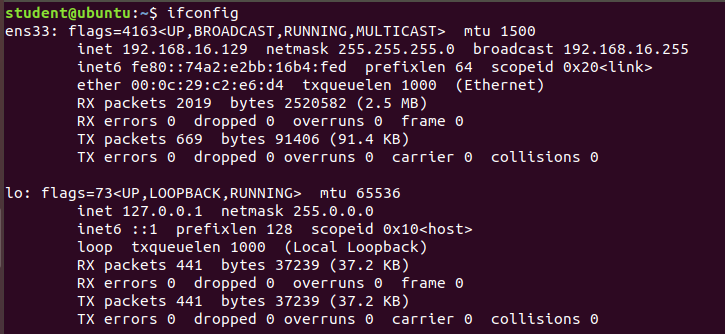 student@ubuntu:~$ ifconfig
ens33: flags=4163<UP,BROADCAST,RUNNING,MULTICAST>  mtu 1500
        inet 192.168.16.129  netmask 255.255.255.0  broadcast 192.168.16.255
        inet6 fe80::74a2:e2bb:16b4:fed  prefixlen 64  scopeid 0x20<link>
        ether 00:0c:29:c2:e6:d4  txqueuelen 1000  (Ethernet)
        RX packets 2019  bytes 2520582 (2.5 MB)
        RX errors 0  dropped 0  overruns 0  frame 0
        TX packets 669  bytes 91406 (91.4 KB)
        TX errors 0  dropped 0 overruns 0  carrier 0  collisions 0

lo: flags=73<UP,LOOPBACK,RUNNING>  mtu 65536
        inet 127.0.0.1  netmask 255.0.0.0
        inet6 ::1  prefixlen 128  scopeid 0x10<host>
        loop  txqueuelen 1000  (Local Loopback)
        RX packets 441  bytes 37239 (37.2 KB)
        RX errors 0  dropped 0  overruns 0  frame 0
        TX packets 441  bytes 37239 (37.2 KB)
        TX errors 0  dropped 0 overruns 0  carrier 0  collisions 0